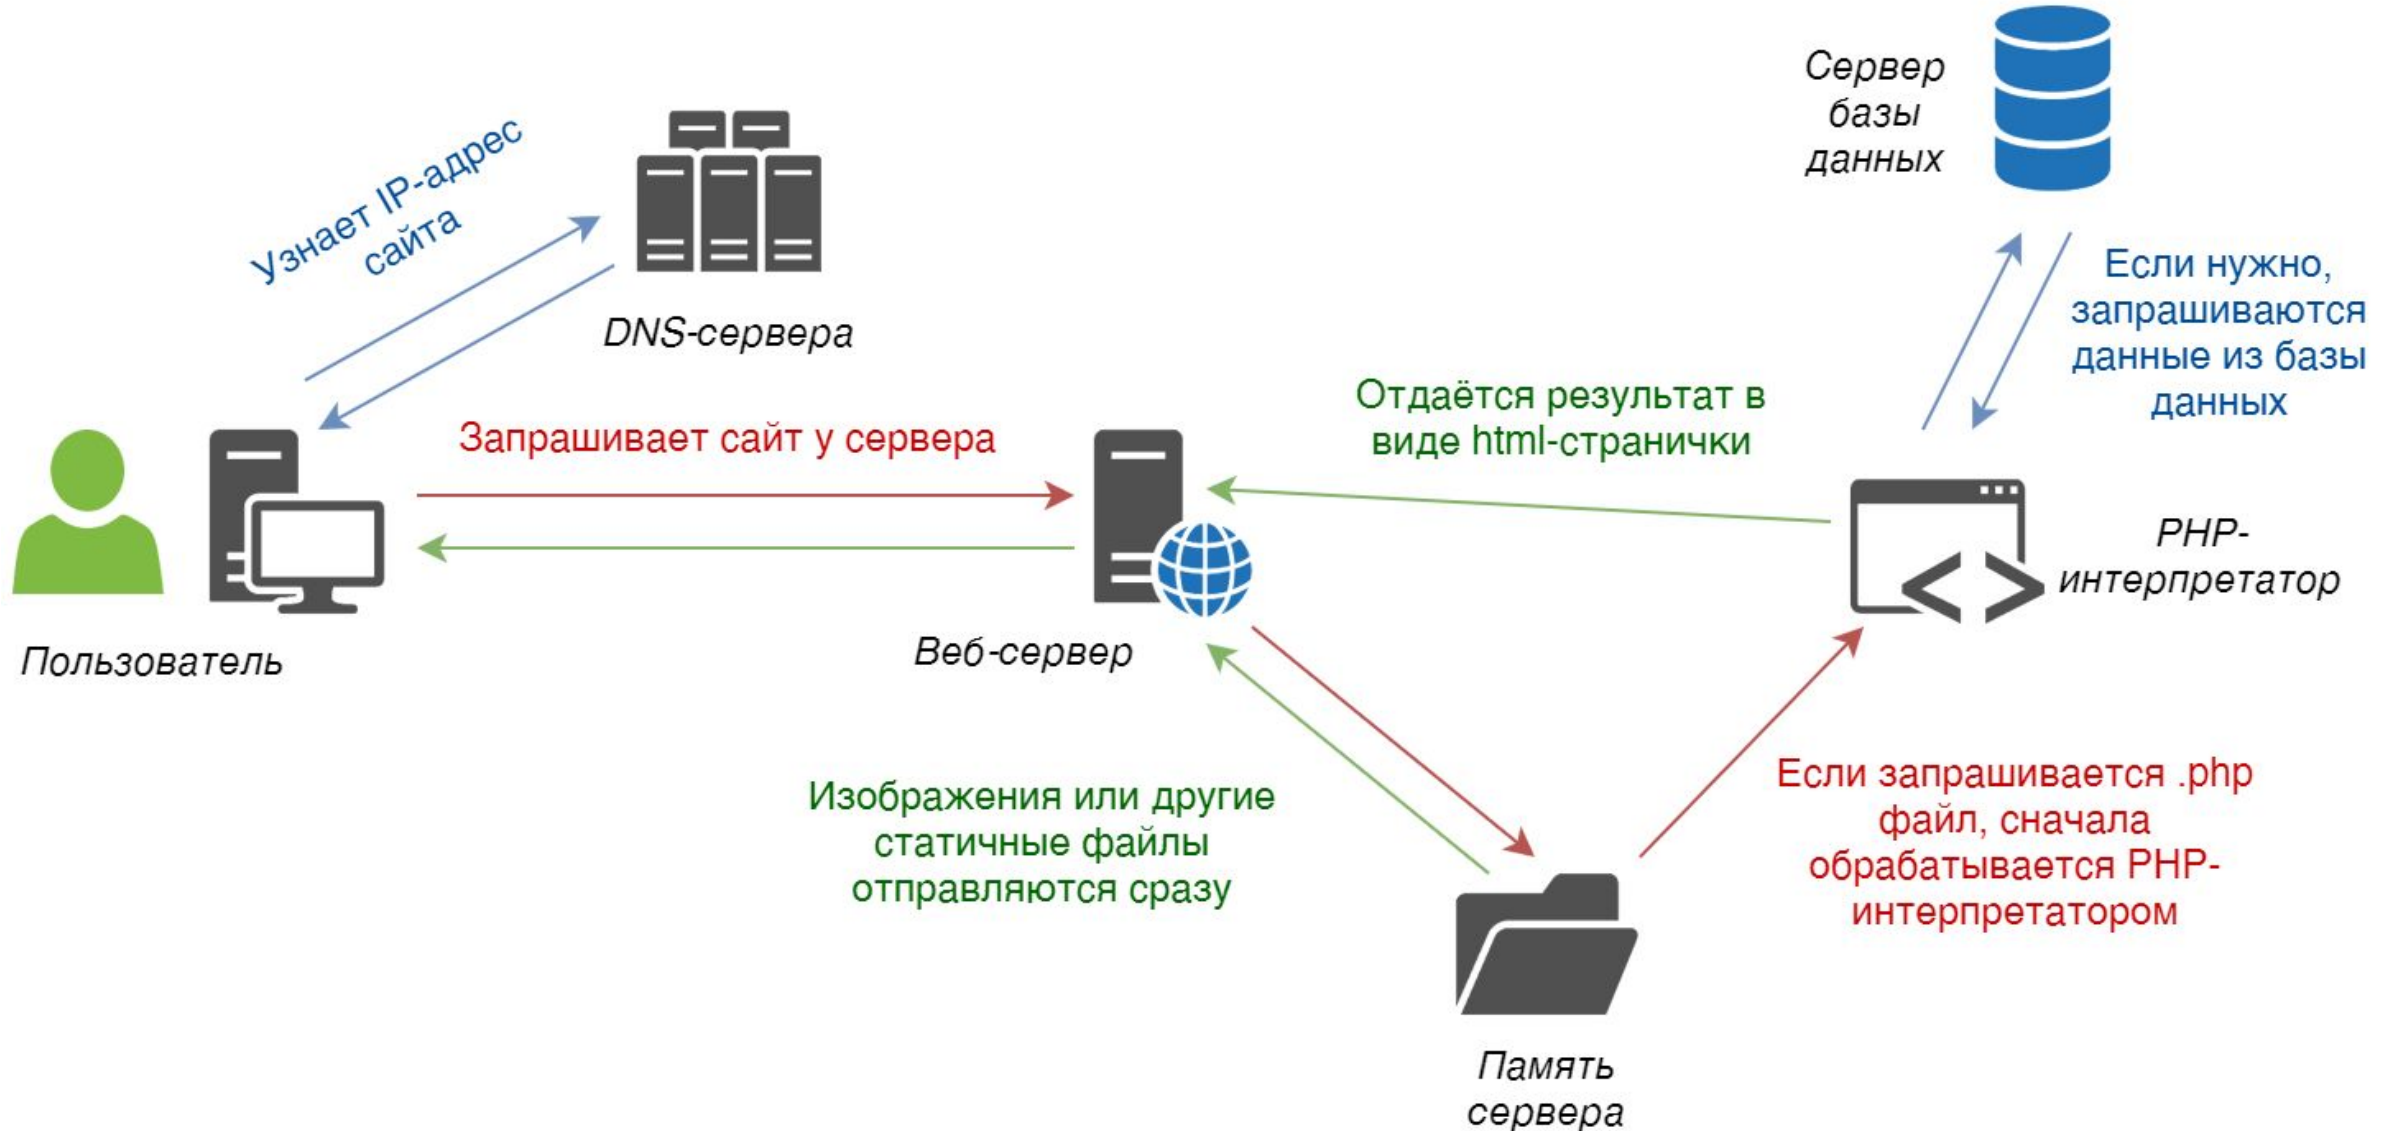 Узнает IP-адрес
сайта
DNS-сервера
Сервер
базы
данных
Если нужно,
запрашиваются
данные из базы
данных
Запрашивает сайт у сервера
Отдаётся результат в
виде html-странички
PHP-
интерпретатор
Пользователь
Веб-сервер
Изображения или другие
статичные файлы
отправляются сразу
Если запрашивается .php
файл, сначала
обрабатывается PHP-
интерпретатором
Память
сервера